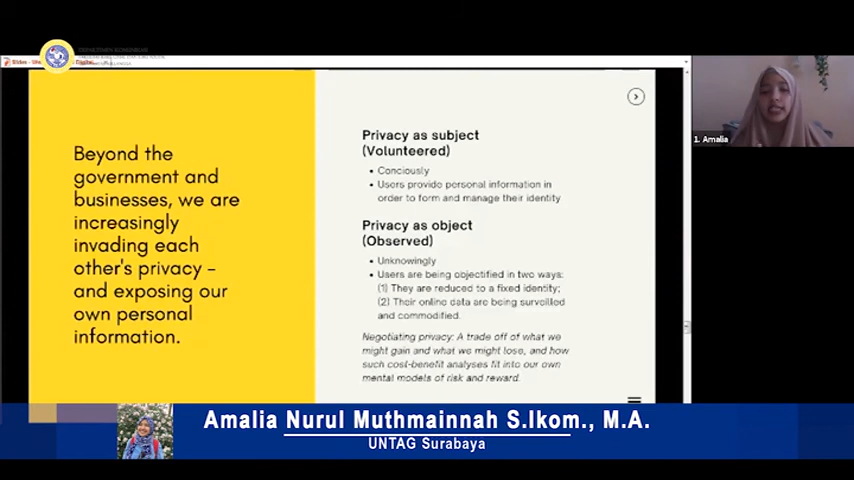 DEPARTEMEN KOMUNIKASI
Beyond the
government and
businesses, we are
increasingly
invading each
other's privacy -
and exposing our
own personal
information.
Privacy as subject
(Volunteered)
• Conciously
• Users provide personal information in
order to form and manage their identity
Privacy as object
(Observed)
• Unknowingly
• Users are being objectified in two ways:
(1) They are reduced to a fixed identity;
(2) Their online data are being surveilled
and commodified.
Negotiating privacy: A trade off of what we
might gain and what we might lose, and how
such cost-benefit analyses fit into our own
mental models of risk and reward.
1. Amalia
Amalia Nurul Muthmainnah S.Ikom., M.A.
UNTAG Surabaya